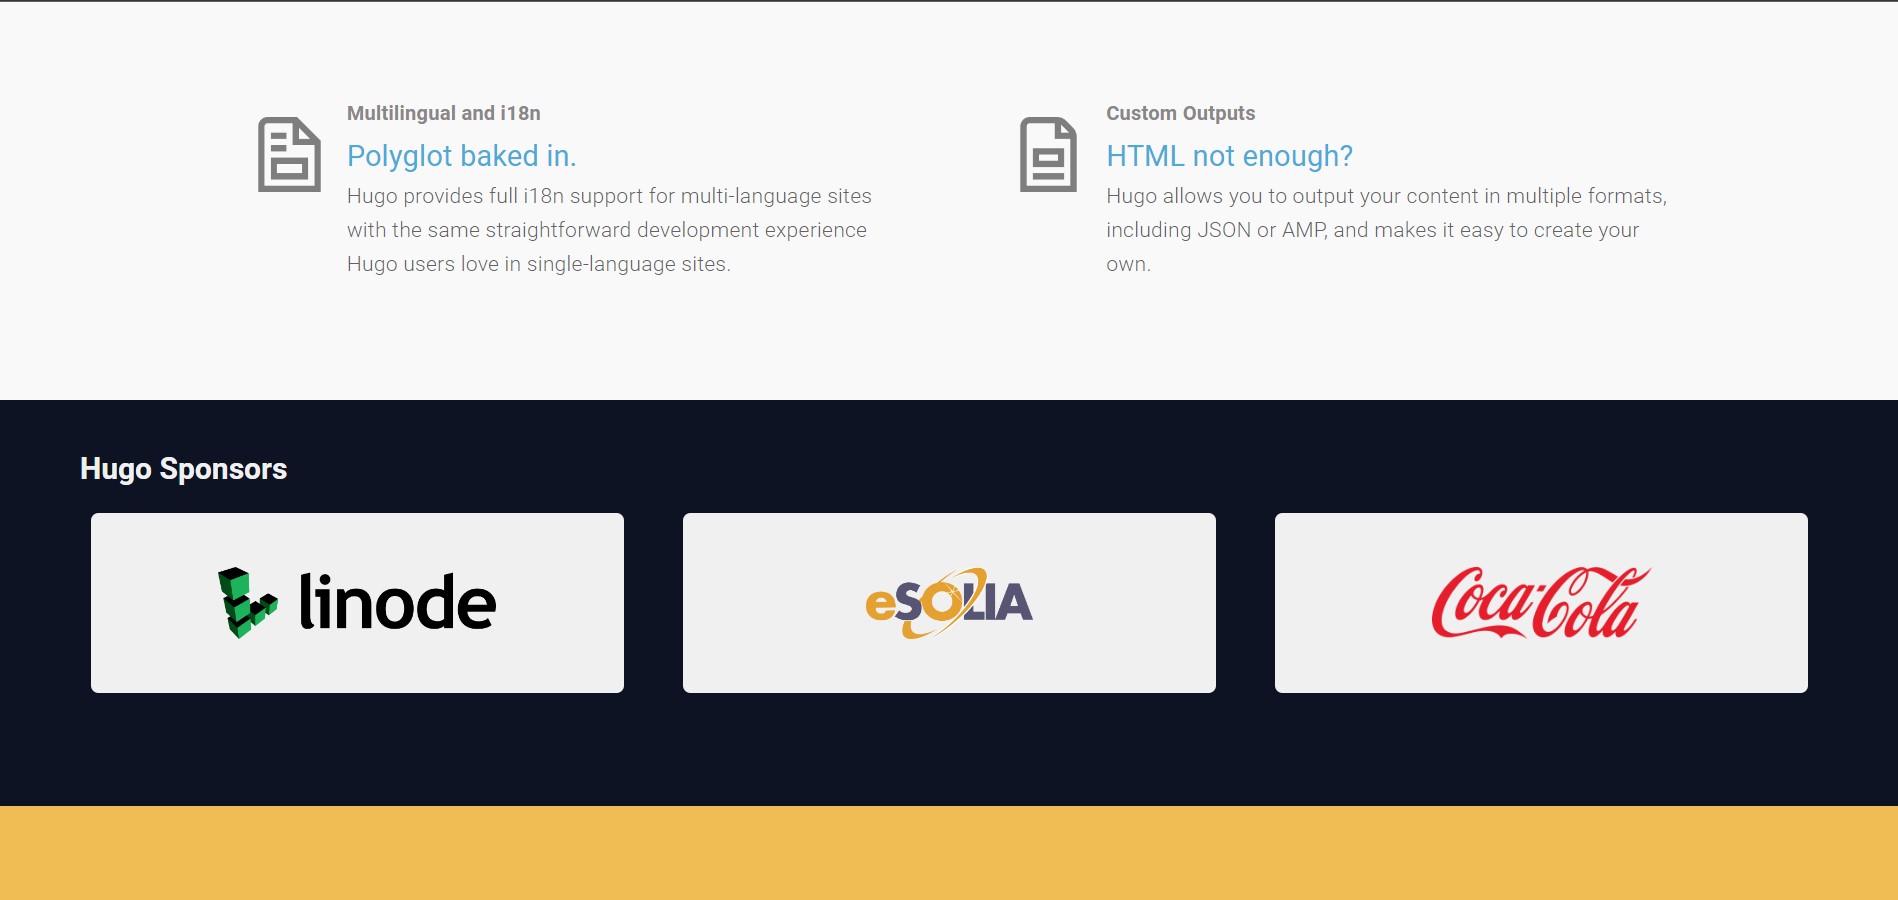 Multilingual and i18n
Polyglot baked in.
Hugo provides full i18n support for multi-language sites
with the same straightforward development experience
Hugo users love in single-language sites.
Custom Outputs
HTML not enough?
Hugo allows you to output your content in multiple formats,
including JSON or AMP, and makes it easy to create your
own.
Hugo Sponsors
linode
eSOLIA
Coca-Cola